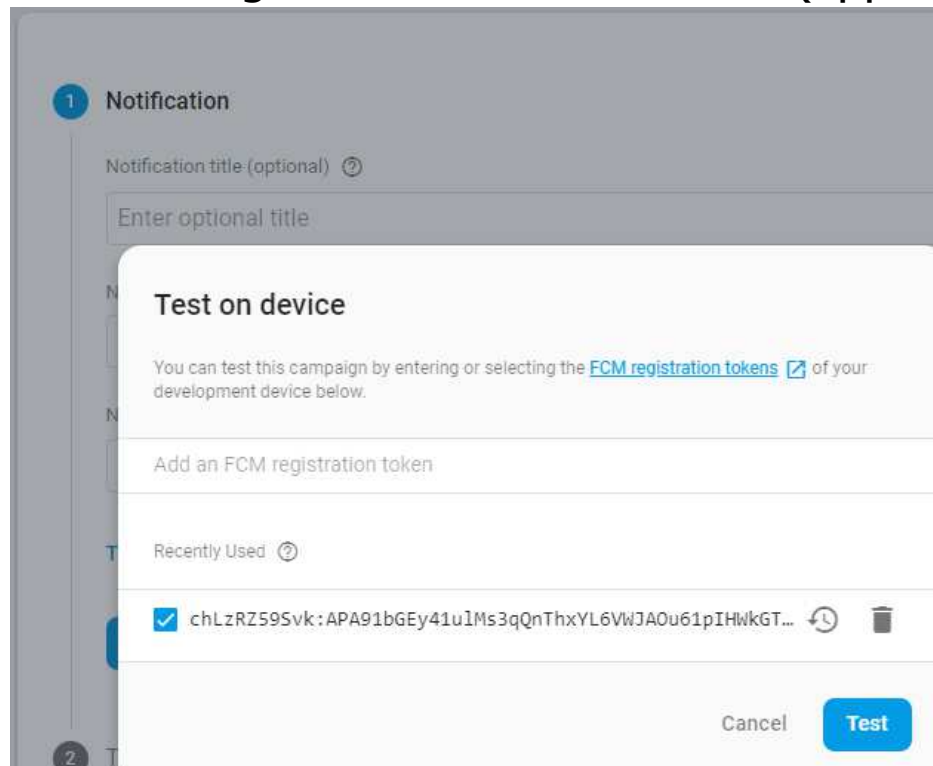 1 Notification
Notification title (optional)
Enter optional title
Test on device
You can test this campaign by entering or selecting the FCM registration tokens of your
development device below.
Add an FCM registration token
Recently Used
chLzRZ59Svk:APA91bGEy41ulMs3qQnThxYL6VWJAOu61pIHWkGT…
Cancel Test
2